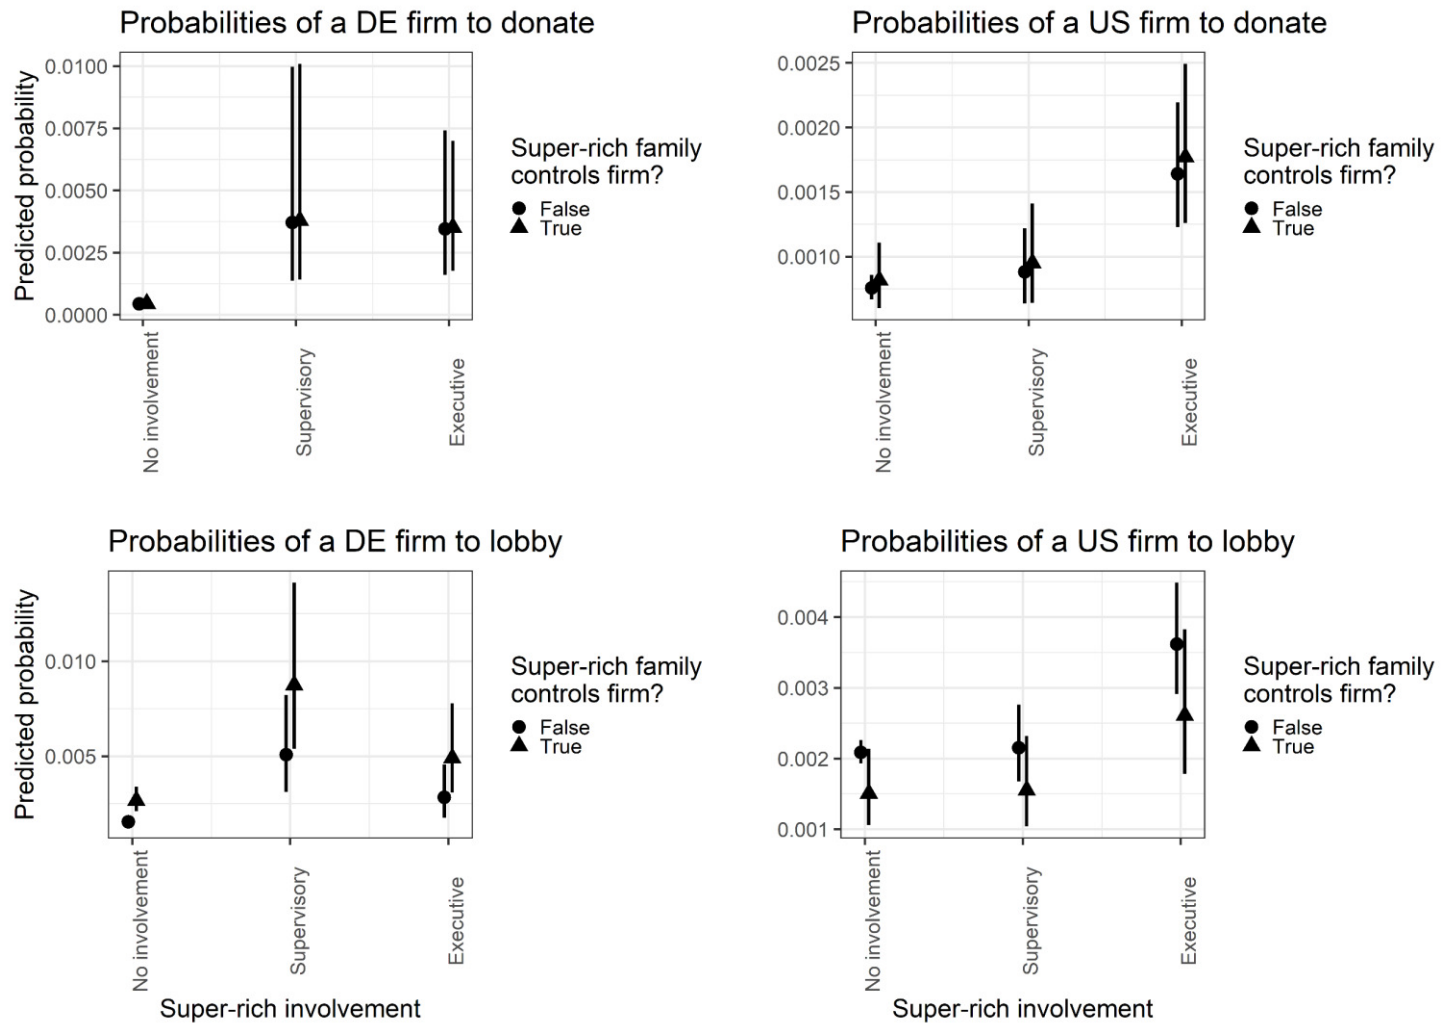 Probabilities of a DE firm to donate
Predicted probability
0.0100
0.0075
0.0050
0.0025
0.0000
No involvement
Supervisory
Executive
Super-rich family
controls firm?
False
True
Probabilities of a US firm to donate
0.0025
0.0020
0.0015
0.0010
No involvement
Supervisory
Executive
Super-rich family
controls firm?
False
True
Probabilities of a DE firm to lobby
Predicted probability
0.010
0.005
No involvement
Supervisory
Executive
Super-rich involvement
Super-rich family
controls firm?
False
True
Probabilities of a US firm to lobby
0.004
0.003
0.002
0.001
No involvement
Supervisory
Executive
Super-rich involvement
Super-rich family
controls firm?
False
True